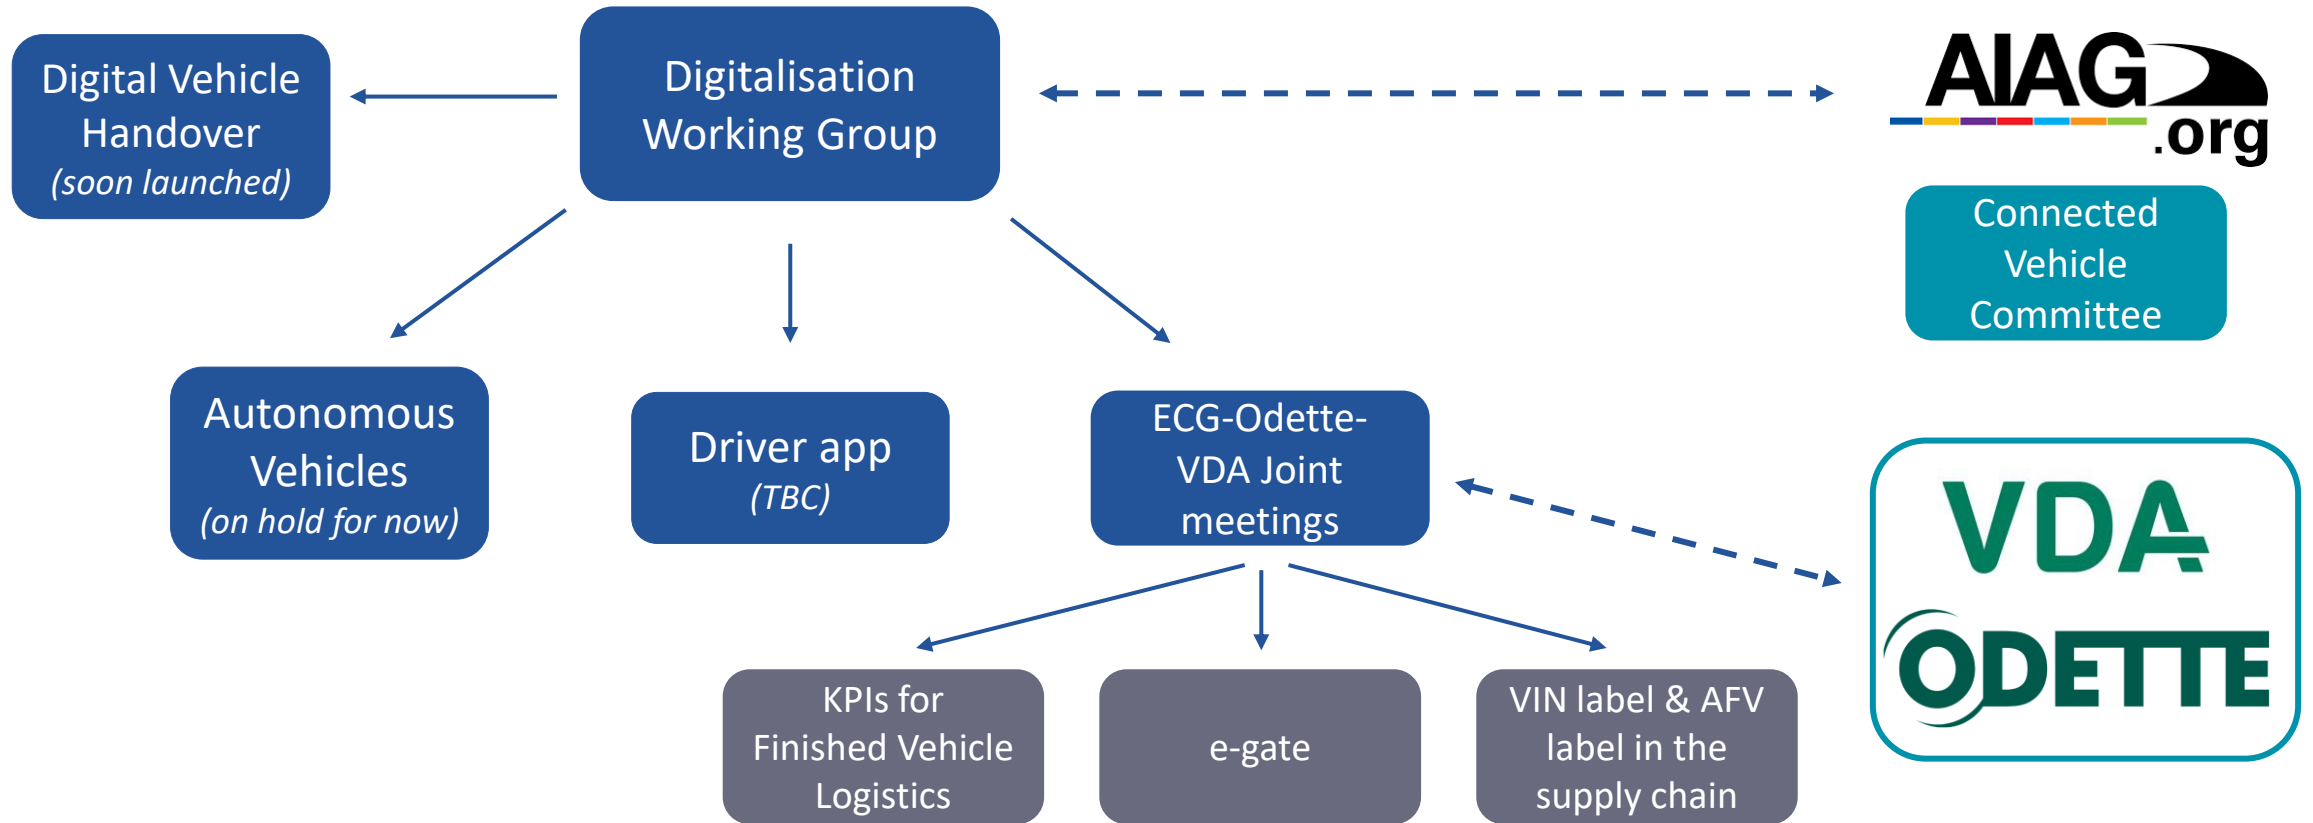 Digital Vehicle
Handover
(soon launched)
Digitalisation
Working Group
AIAG
.org
Connected
Vehicle
Committee
Autonomous
Vehicles
(on hold for now)
Driver app
(TBC)
ECG-Odette-
VDA Joint
meetings
VDA
ODETTE
KPIs for
Finished Vehicle
Logistics
e-gate
VIN label & AFV
label in the
supply chain